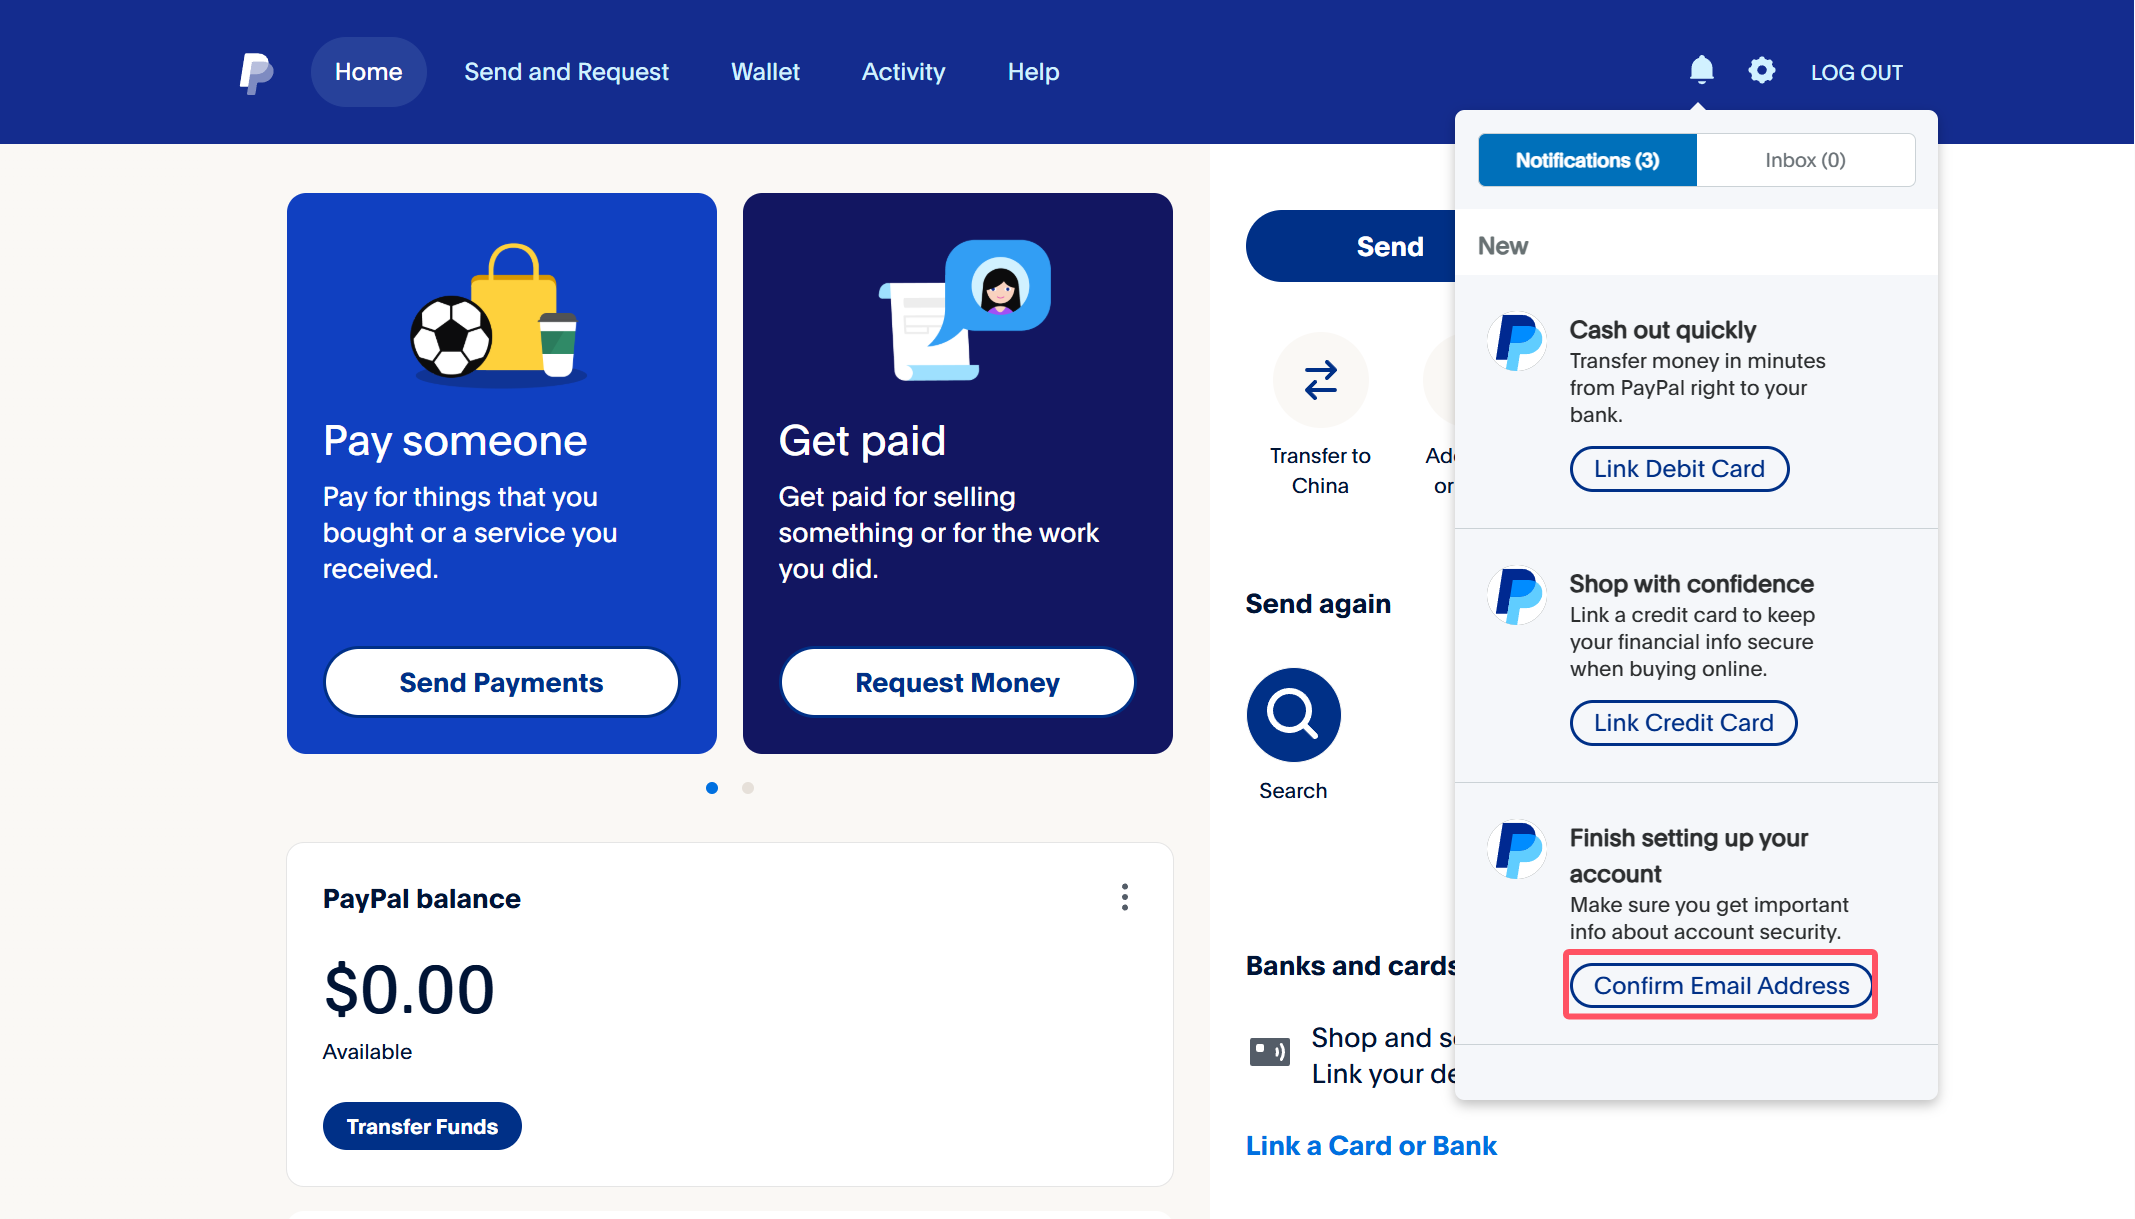 Home
Send and Request
Wallet
Activity
Help
LOG OUT
Notifications (3)
Inbox (0)
New
Cash out quickly
Transfer money in minutes
from PayPal right to your
bank.
Link Debit Card
Shop with confidence
Link a credit card to keep
your financial info secure
when buying online.
Link Credit Card
Finish setting up your
account
Make sure you get important
info about account security.
Confirm Email Address
Pay someone
Pay for things that you
bought or a service you
received.
Send Payments
Get paid
Get paid for selling
something or for the work
you did.
Request Money
PayPal balance
$0.00
Available
Transfer Funds
Send
Transfer to
China
or
Send again
Search
Banks and cards
Shop and
Link your
Link a Card or Bank